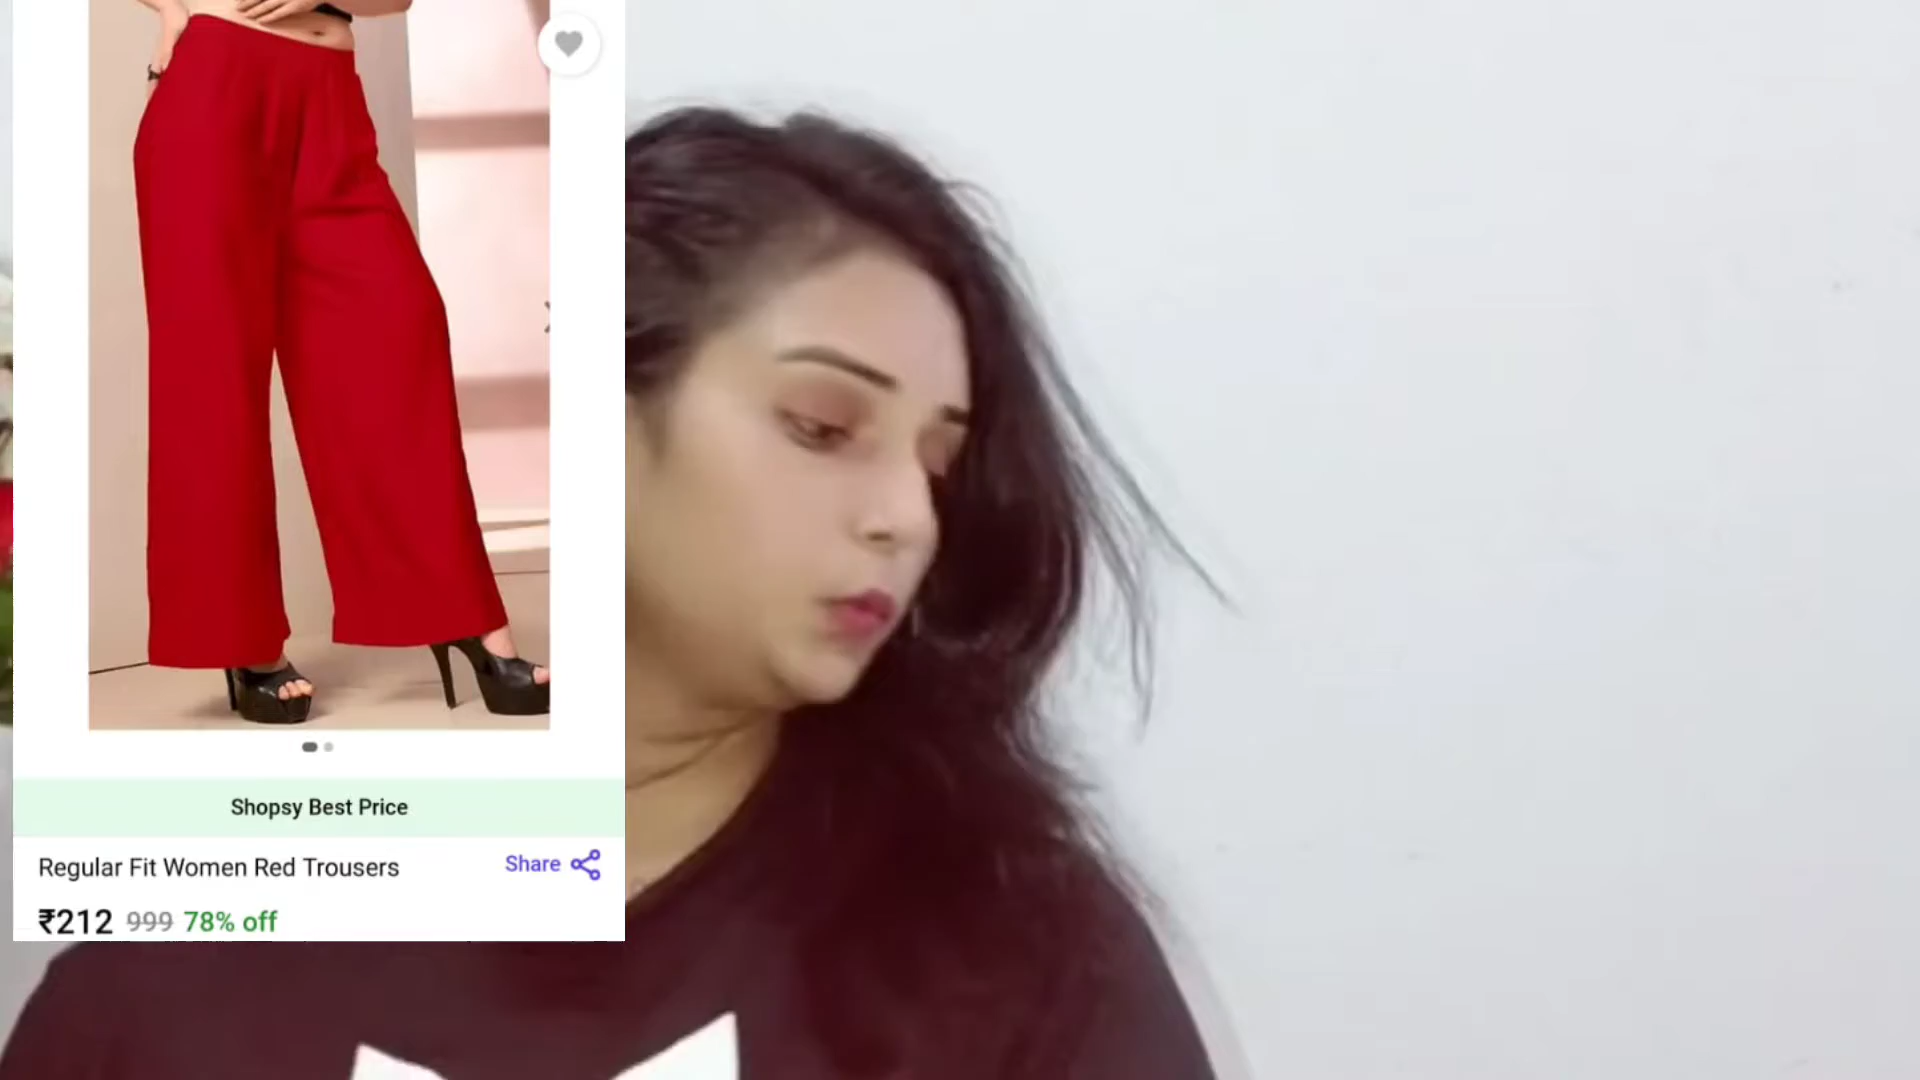 Shopsy Best Price
Regular Fit Women Red Trousers
Share
₹212 999 78% off